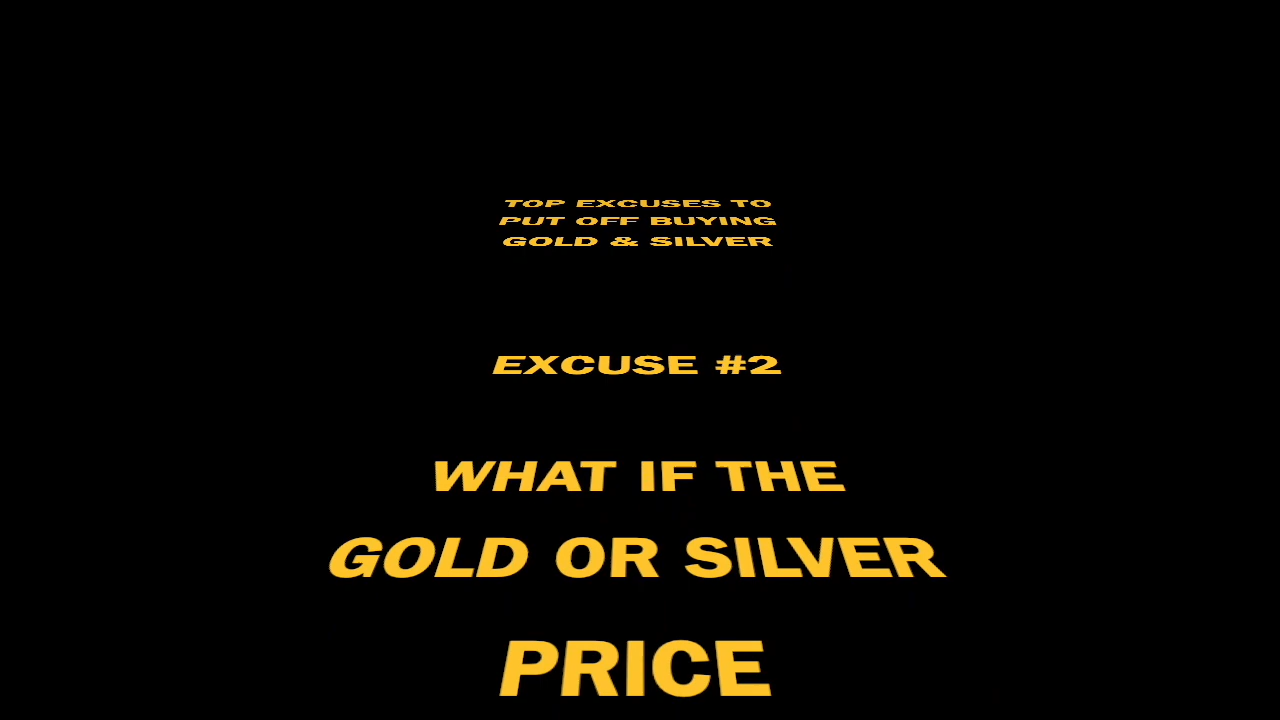 TOP EXCUSES TO
PUT OFF BUYING
GOLD & SILVER
EXCUSE #2
WHAT IF THE
GOLD OR SILVER
PRICE